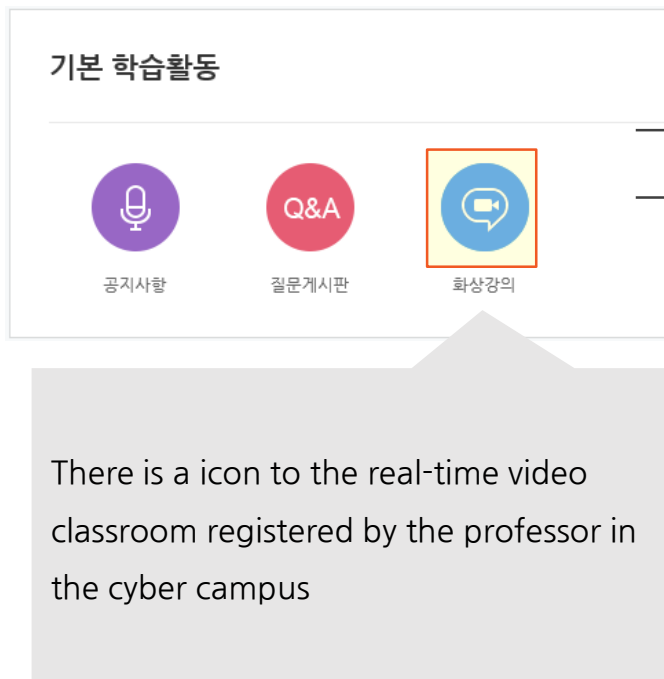 기본 학습활동
Q&A
공지사항 질문게시판 화상강의
There is a icon to the real-time video
classroom registered by the professor in
the cyber campus